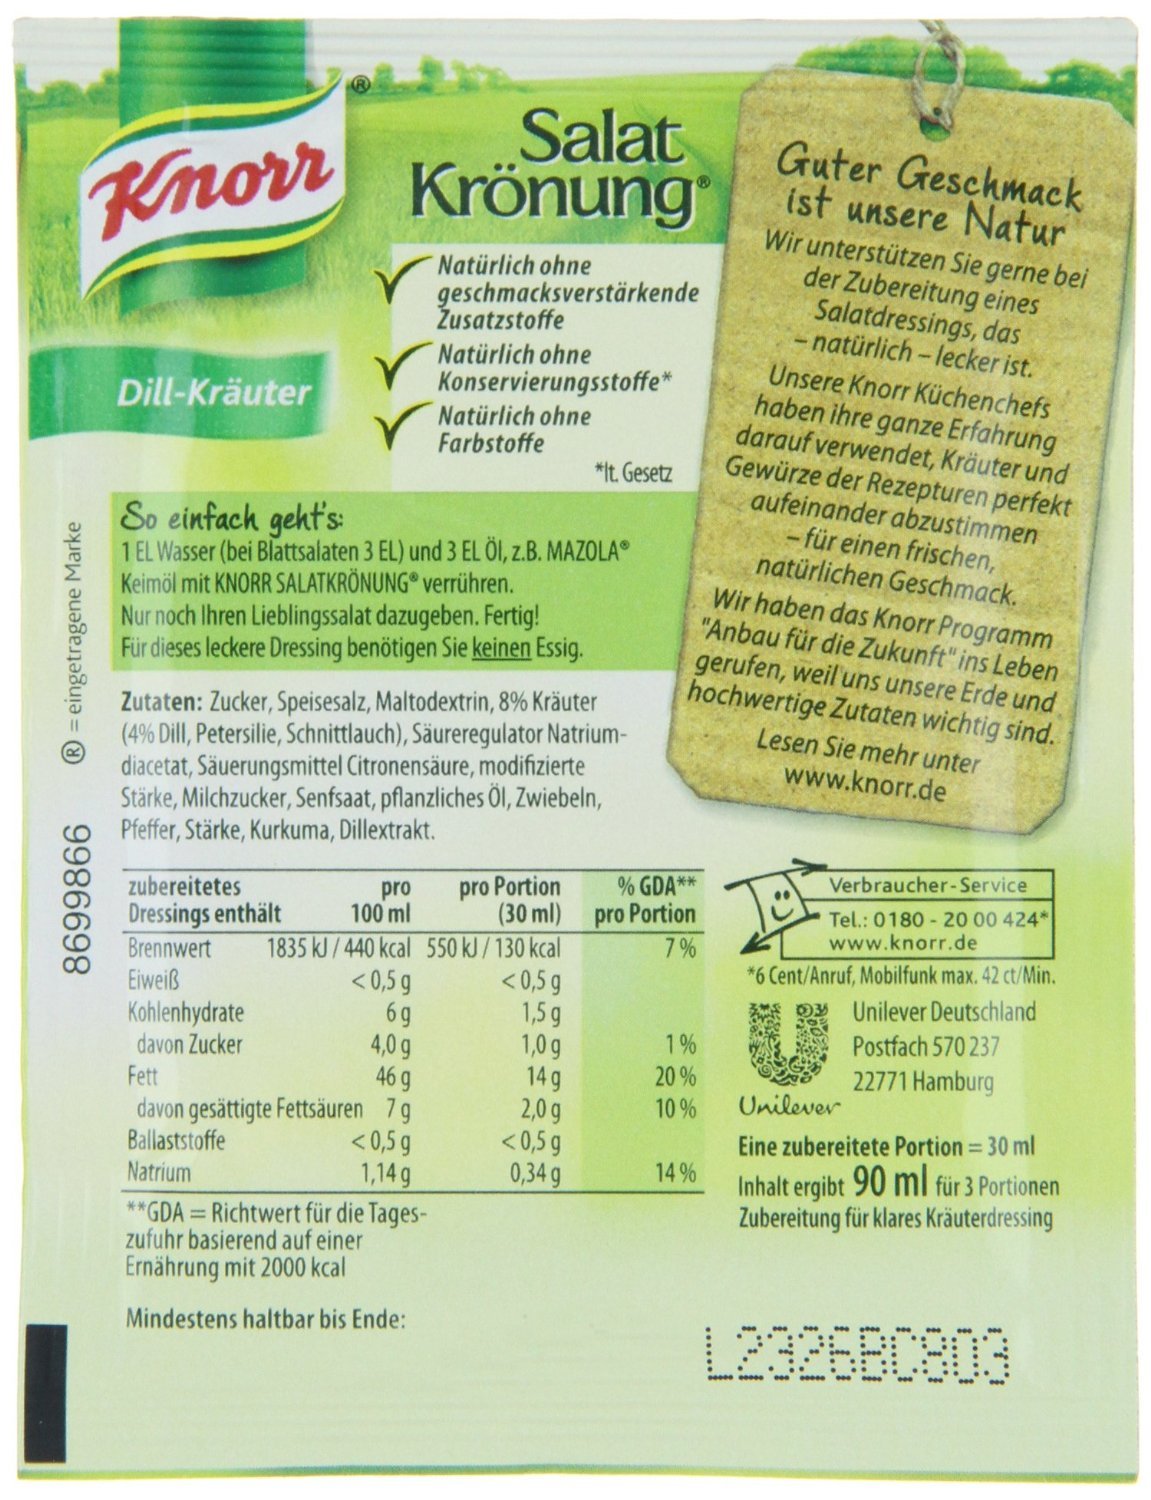 Knorr®
Salat
Krönung®
Natürlich ohne
geschmacksverstärkende
Zusatzstoffe
Natürlich ohne
Konservierungsstoffe*
Natürlich ohne
Farbstoffe
*lt. Gesetz
Dill-Kräuter
Guter Geschmack
ist unsere Natur
Wir unterstützen Sie gerne bei
der Zubereitung eines
Salatdressings, das
– natürlich – lecker ist.
Unsere Knorr Küchenchefs
haben ihre ganze Erfahrung
darauf verwendet, Kräuter und
Gewürze der Rezepturen perfekt
aufeinander abzustimmen
– für einen frischen,
natürlichen Geschmack.
Wir haben das Knorr Programm
"Anbau für die Zukunft" ins Leben
gerufen, weil uns unsere Erde und
hochwertige Zutaten wichtig sind.
Lesen Sie mehr unter
www.knorr.de
So einfach geht's:
1 EL Wasser (bei Blattsalaten 3 EL) und 3 EL Öl, z.B. MAZOLA®
Keimöl mit KNORR SALATKRÖNUNG® verrühren.
Nur noch Ihren Lieblingssalat dazugeben. Fertig!
Für dieses leckere Dressing benötigen Sie keinen Essig.
® = eingetragene Marke
8699866
Zutaten: Zucker, Speisesalz, Maltodextrin, 8% Kräuter
(4% Dill, Petersilie, Schnittlauch), Säureregulator Natrium-
diacetat, Säuerungsmittel Citronensäure, modifizierte
Stärke, Milchzucker, Senfsaat, pflanzliches Öl, Zwiebeln,
Pfeffer, Stärke, Kurkuma, Dillextrakt.
zubereitetes pro pro Portion % GDA**
Dressings enthält 100 ml (30 ml) pro Portion
Brennwert 1835 kJ / 440 kcal 550 kJ / 130 kcal 7 %
Eiweiß < 0,5 g < 0,5 g
Kohlenhydrate 6 g 1,5 g
davon Zucker 4,0 g 1,0 g 1 %
Fett 46 g 14 g 20 %
davon gesättigte Fettsäuren 7 g 2,0 g 10 %
Ballaststoffe < 0,5 g < 0,5 g
Natrium 1,14 g 0,34 g 14 %
**GDA = Richtwert für die Tages-
zufuhr basierend auf einer
Ernährung mit 2000 kcal
Mindestens haltbar bis Ende:
Verbraucher-Service
Tel.: 0180 - 20 00 424*
www.knorr.de
*6 Cent/Anruf, Mobilfunk max. 42 ct/Min.
Unilever Deutschland
Postfach 570 237
22771 Hamburg
Unilever
Eine zubereitete Portion = 30 ml
Inhalt ergibt 90 ml für 3 Portionen
Zubereitung für klares Kräuterdressing
L2326BC803